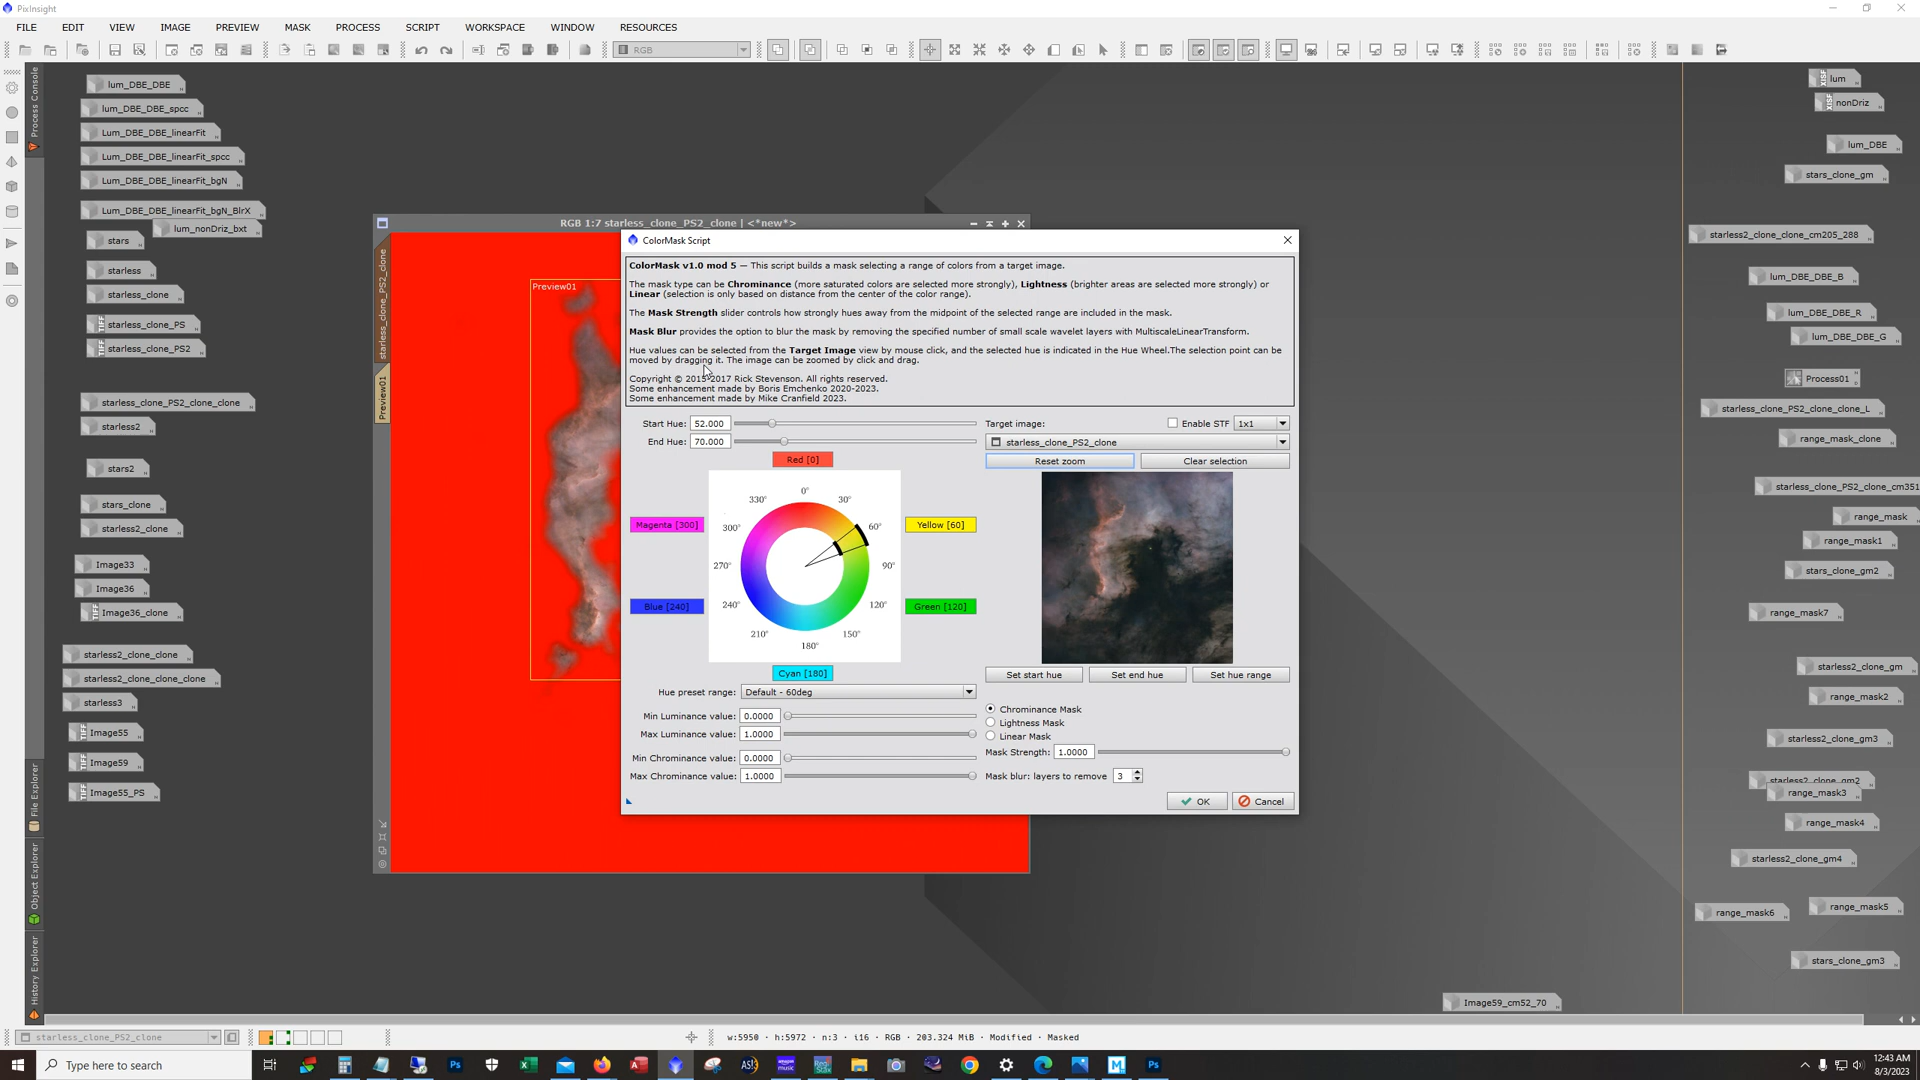 PixInsight
FILE EDIT VIEW IMAGE PREVIEW MASK PROCESS SCRIPT WORKSPACE WINDOW RESOURCES
RGB
Process Console
File Explorer
Object Explorer
History Explorer
lum_DBE_DBE
lum_DBE_DBE_spcc
Lum_DBE_DBE_linearFit
Lum_DBE_DBE_linearFit_spcc
Lum_DBE_DBE_linearFit_bgN
Lum_DBE_DBE_linearFit_bgN_BlrX
lum_nonDriz_bxt
stars
starless
starless_clone
TIFF starless_clone_PS
TIFF starless_clone_PS2
starless_clone_PS2_clone_clone
starless2
stars2
stars_clone
starless2_clone
Image33
Image36
TIFF Image36_clone
starless2_clone_clone
starless2_clone_clone_clone
starless3
TIFF Image55
TIFF Image59
TIFF Image55_PS
RGB 1:7 starless_clone_PS2_clone | <*new*>
starless_clone_PS2_clone
Preview01
Preview01
ColorMask Script
ColorMask v1.0 mod 5 — This script builds a mask selecting a range of colors from a target image.
The mask type can be Chrominance (more saturated colors are selected more strongly), Lightness (brighter areas are selected more strongly) or
Linear (selection is only based on distance from the center of the color range).
The Mask Strength slider controls how strongly hues away from the midpoint of the selected range are included in the mask.
Mask Blur provides the option to blur the mask by removing the specified number of small scale wavelet layers with MultiscaleLinearTransform.
Hue values can be selected from the Target Image view by mouse click, and the selected hue is indicated in the Hue Wheel.The selection point can be
moved by dragging it. The image can be zoomed by click and drag.
Copyright © 2015-2017 Rick Stevenson. All rights reserved.
Some enhancement made by Boris Emchenko 2020-2023.
Some enhancement made by Mike Cranfield 2023.
Start Hue: 52.000
End Hue: 70.000
Red [0]
Magenta [300]
Yellow [60]
Blue [240]
Green [120]
Cyan [180]
0°
330° 30°
300° 60°
270° 90°
240° 120°
210° 150°
180°
Hue preset range: Default - 60deg
Min Luminance value: 0.0000
Max Luminance value: 1.0000
Min Chrominance value: 0.0000
Max Chrominance value: 1.0000
Target image: Enable STF 1x1
starless_clone_PS2_clone
Reset zoom Clear selection
Set start hue Set end hue Set hue range
Chrominance Mask
Lightness Mask
Linear Mask
Mask Strength: 1.0000
Mask blur: layers to remove 3
OK Cancel
XISF lum
XISF nonDriz
lum_DBE
stars_clone_gm
starless2_clone_clone_cm205_288
lum_DBE_DBE_B
lum_DBE_DBE_R
lum_DBE_DBE_G
Process01
starless_clone_PS2_clone_clone_L
range_mask_clone
starless_clone_PS2_clone_cm351
range_mask
range_mask1
stars_clone_gm2
range_mask7
starless2_clone_gm
range_mask2
starless2_clone_gm3
starless2_clone_gm2
range_mask3
range_mask4
starless2_clone_gm4
range_mask5
range_mask6
stars_clone_gm3
Image59_cm52_70
starless_clone_PS2_clone
w:5950 · h:5972 · n:3 · i16 · RGB · 203.324 MiB · Modified · Masked
Type here to search
12:43 AM
8/3/2023